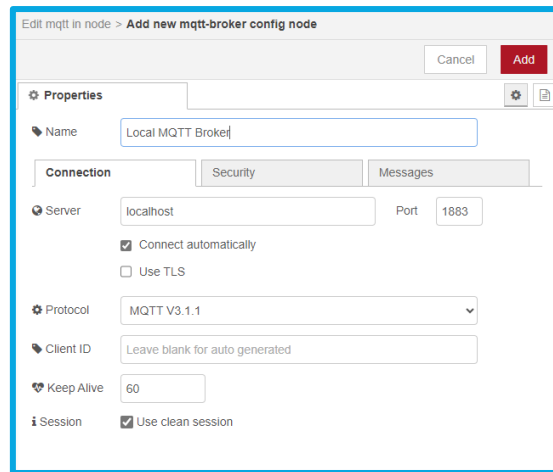 Edit mqtt in node > Add new mqtt-broker config node
Cancel Add
Properties
Name Local MQTT Broker
Connection Security Messages
Server localhost Port 1883
Connect automatically
Use TLS
Protocol MQTT V3.1.1
Client ID Leave blank for auto generated
Keep Alive 60
Session Use clean session